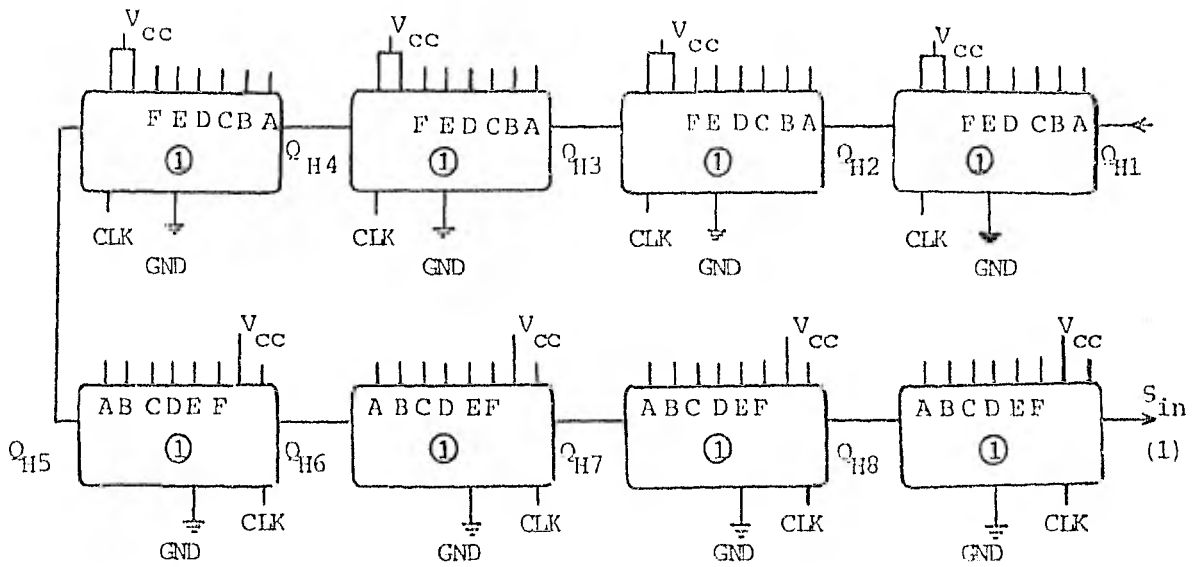 Vcc Vcc Vcc Vcc
F E D C B A F E D C B A F E D C B A F E D C B A
① ① ① ①
QH4 QH3 QH2 QH1
CLK CLK CLK CLK
GND GND GND GND
Vcc Vcc Vcc Vcc
A B C D E F A B C D E F A B C D E F A B C D E F
Sin
① ① ① ①
QH5 QH6 QH7 QH8 (1)
CLK CLK CLK CLK
GND GND GND GND